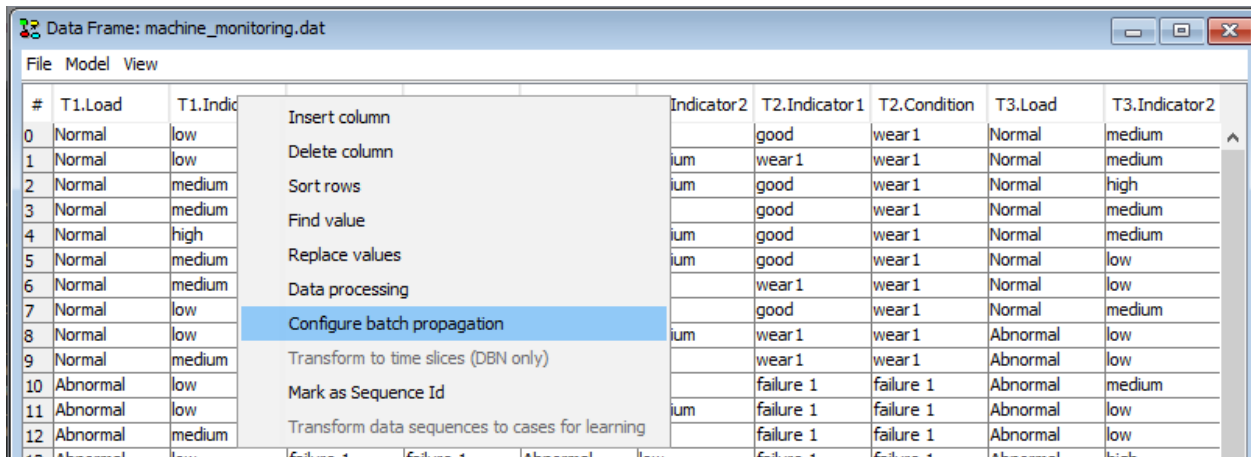 Data Frame: machine_monitoring.dat
File Model View
# T1.Load T1.Indic Indicator2 T2.Indicator1 T2.Condition T3.Load T3.Indicator2
Insert column
Delete column
Sort rows
Find value
Replace values
Data processing
Configure batch propagation
Transform to time slices (DBN only)
Mark as Sequence Id
Transform data sequences to cases for learning
0 Normal low good wear1 Normal medium
1 Normal low ium wear1 wear1 Normal medium
2 Normal medium ium good wear1 Normal high
3 Normal medium good wear1 Normal medium
4 Normal high ium good wear1 Normal medium
5 Normal medium ium good wear1 Normal low
6 Normal medium wear1 wear1 Normal low
7 Normal low good wear1 Normal medium
8 Normal low ium wear1 wear1 Abnormal low
9 Normal medium wear1 wear1 Abnormal low
10 Abnormal low failure 1 failure 1 Abnormal medium
11 Abnormal low ium failure 1 failure 1 Abnormal low
12 Abnormal medium failure 1 failure 1 Abnormal low